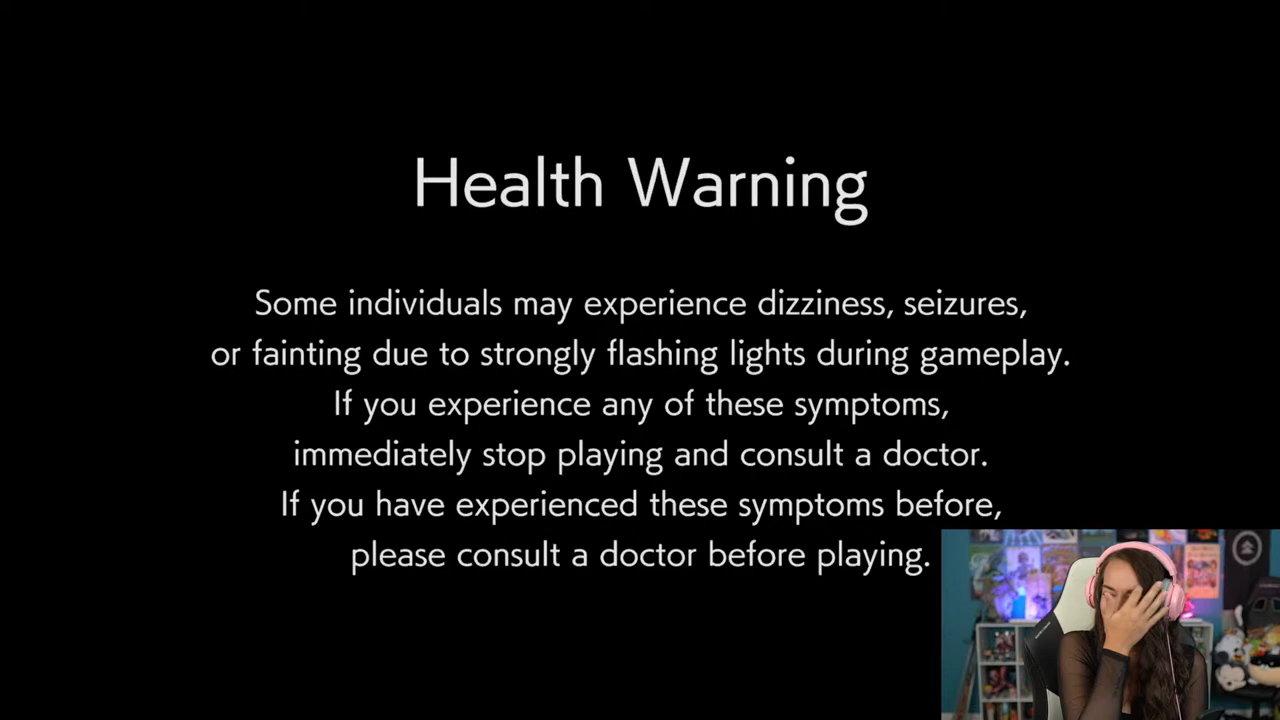 Health Warning
Some individuals may experience dizziness, seizures,
or fainting due to strongly flashing lights during gameplay.
If you experience any of these symptoms,
immediately stop playing and consult a doctor.
If you have experienced these symptoms before,
please consult a doctor before playing.